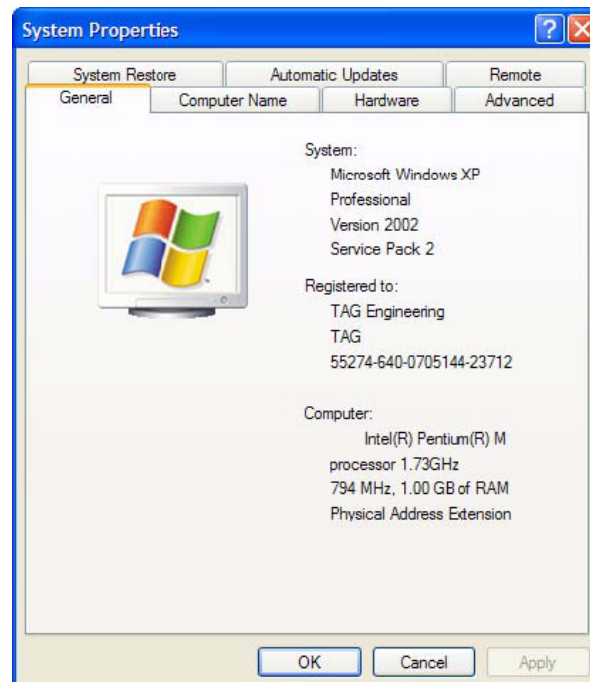 System Properties
System Restore
Automatic Updates
Remote
General
Computer Name
Hardware
Advanced
System:
Microsoft Windows XP
Professional
Version 2002
Service Pack 2
Registered to:
TAG Engineering
TAG
55274-640-0705144-23712
Computer:
Intel(R) Pentium(R) M
processor 1.73GHz
794 MHz, 1.00 GB of RAM
Physical Address Extension
OK
Cancel
Apply